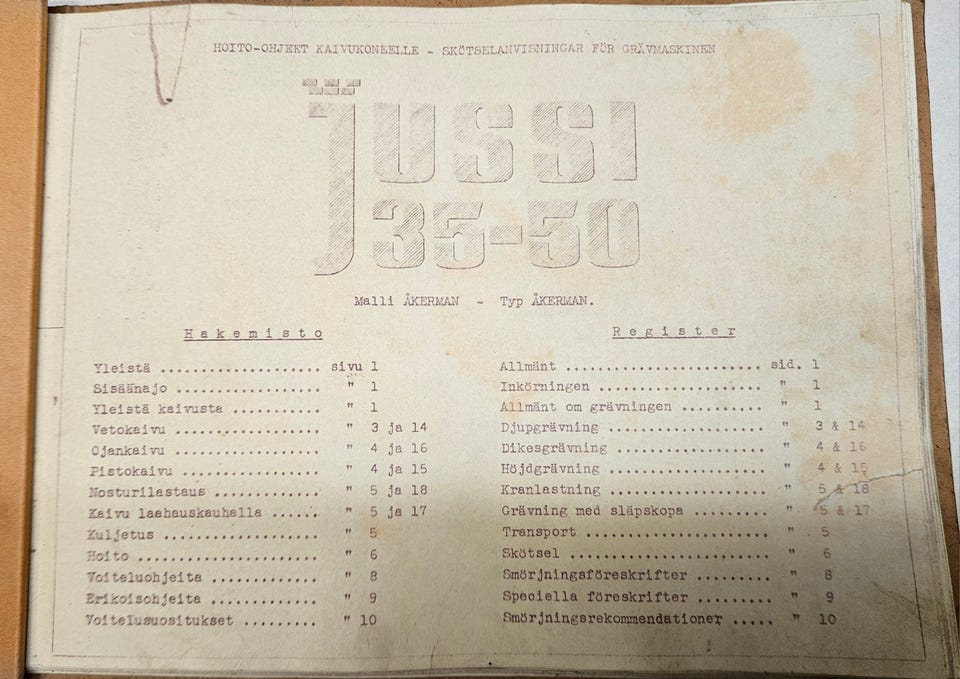 HOITO-OHJEET KAIVUKONEELLE - SKÖTSELANVISNINGAR FÖR GRÄVMASKINEN
JUSSI
35-50
Malli ÅKERMAN - Typ ÅKERMAN.
Hakemisto
Yleistä .................... sivu 1
Sisäänajo .................. " 1
Yleistä kaivusta ........... " 1
Vetokaivu .................. " 3 ja 14
Ojankaivu .................. " 4 ja 16
Pistokaivu ................. " 4 ja 15
Nosturilastaus ............. " 5 ja 18
Kaivu laahauskauhalla ...... " 5 ja 17
Kuljetus ................... " 5
Hoito ...................... " 6
Voiteluohjeita ............. " 8
Erikoisohjeita ............. " 9
Voitelusuositukset ......... " 10
Register
Allmänt ........................ sid. 1
Inkörningen .................... " 1
Allmänt om grävningen .......... " 1
Djupgrävning ................... " 3 & 14
Dikesgrävning .................. " 4 & 16
Höjdgrävning ................... " 4 & 15
Kranlastning ................... " 5 & 18
Grävning med släpskopa ......... " 5 & 17
Transport ...................... " 5
Skötsel ........................ " 6
Smörjningsföreskrifter ......... " 8
Speciella föreskrifter ......... " 9
Smörjningsrekommendationer ..... " 10